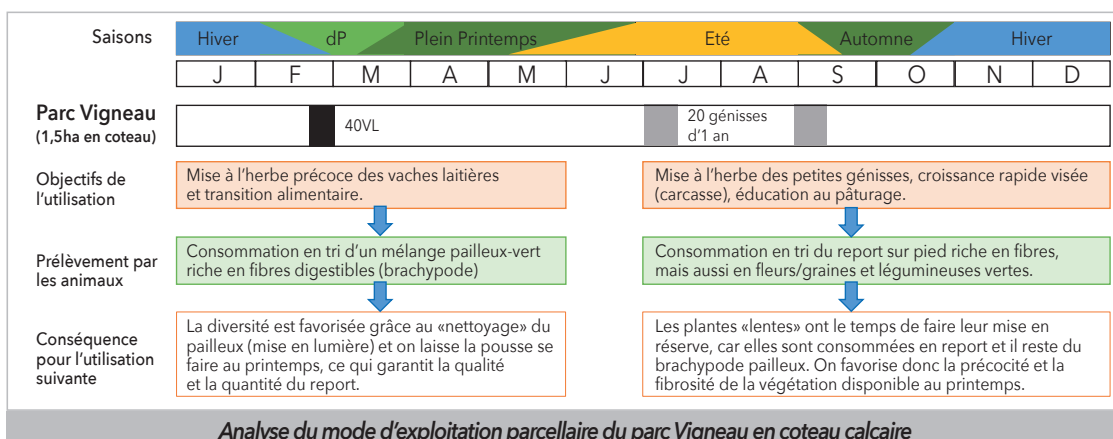 Saisons
Hiver
dP
Plein Printemps
Eté
Automne
Hiver
J F M A M J J A S O N D
Parc Vigneau
(1,5ha en coteau)
40VL
20 génisses
d'1 an
Objectifs de
l'utilisation
Mise à l'herbe précoce des vaches laitières
et transition alimentaire.
Mise à l'herbe des petites génisses, croissance rapide visée
(carcasse), éducation au pâturage.
Prélèvement par
les animaux
Consommation en tri d'un mélange pailleux-vert
riche en fibres digestibles (brachypode)
Consommation en tri du report sur pied riche en fibres,
mais aussi en fleurs/graines et légumineuses vertes.
Conséquence
pour l'utilisation
suivante
La diversité est favorisée grâce au «nettoyage» du
pailleux (mise en lumière) et on laisse la pousse se
faire au printemps, ce qui garantit la qualité
et la quantité du report.
Les plantes «lentes» ont le temps de faire leur mise en
réserve, car elles sont consommées en report et il reste du
brachypode pailleux. On favorise donc la précocité et la
fibrosité de la végétation disponible au printemps.
Analyse du mode d'exploitation parcellaire du parc Vigneau en coteau calcaire